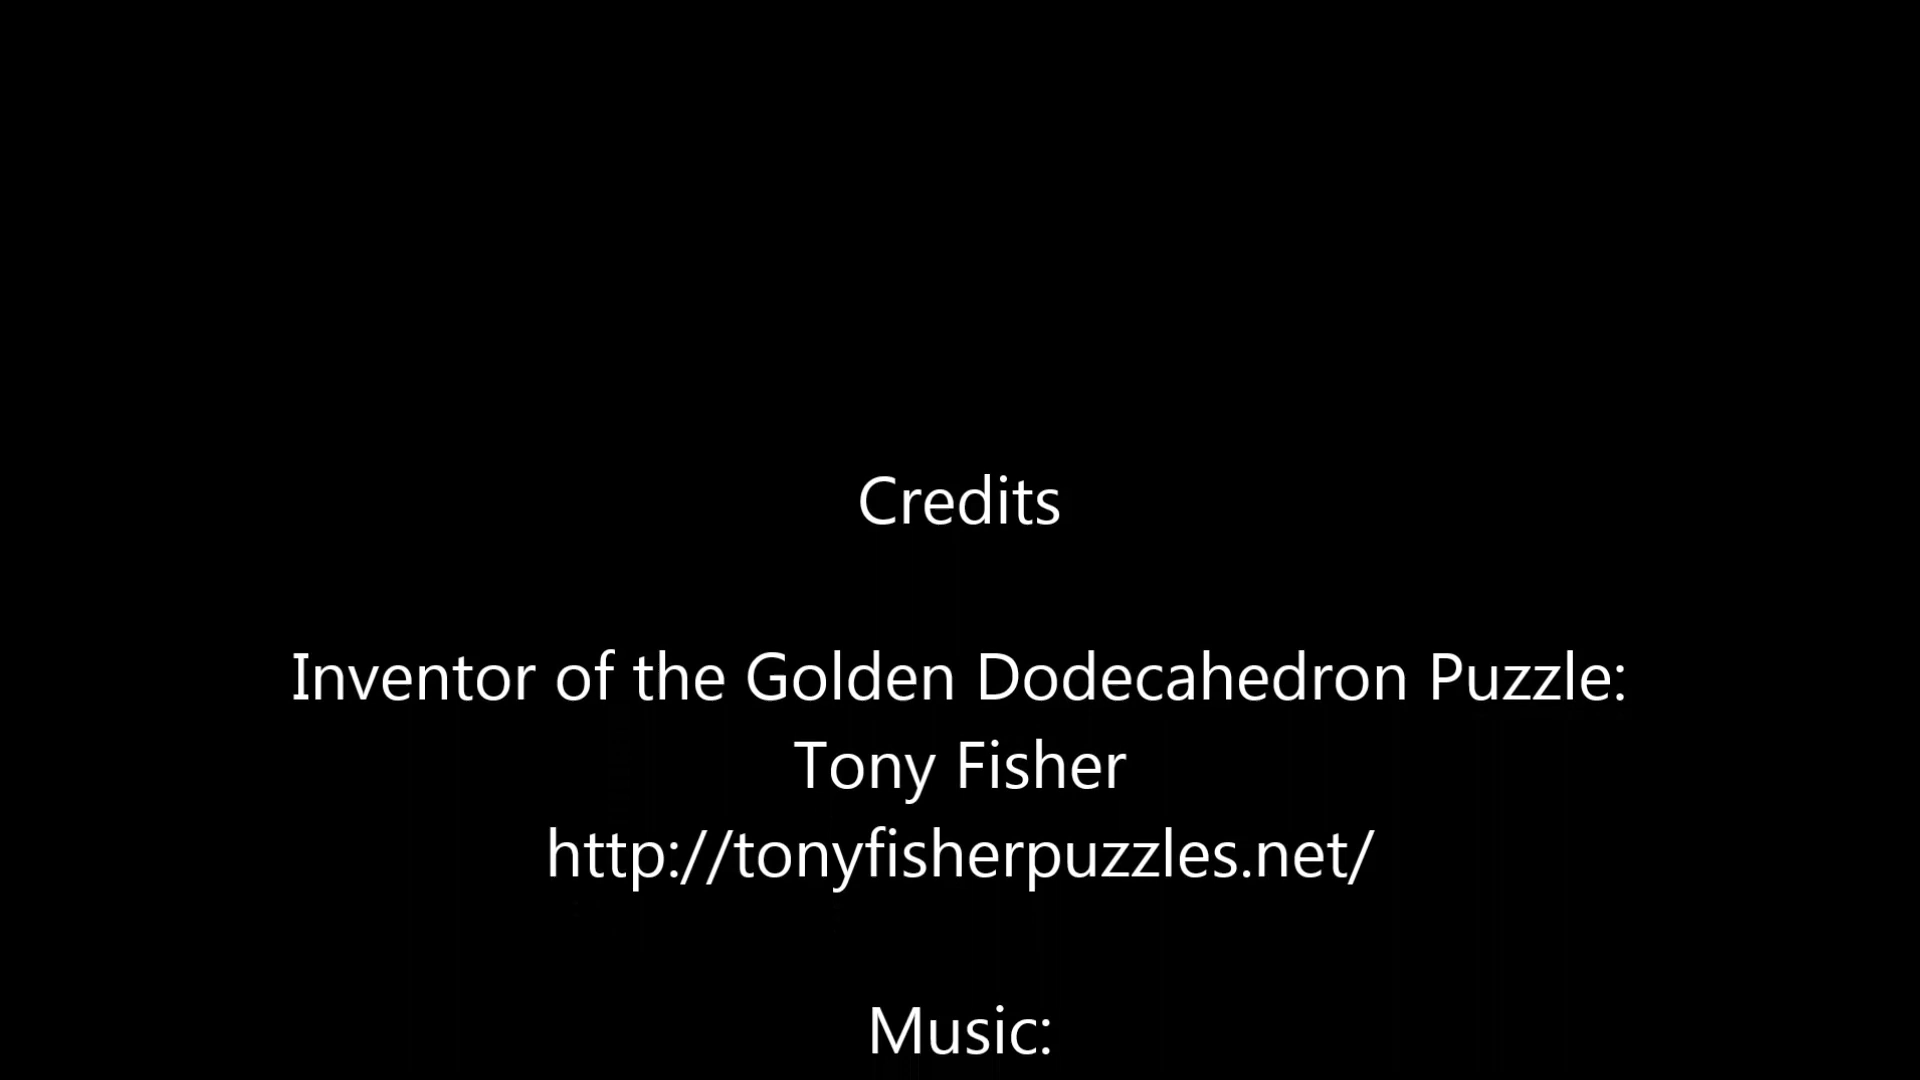 Credits
Inventor of the Golden Dodecahedron Puzzle:
Tony Fisher
http://tonyfisherpuzzles.net/
Music: